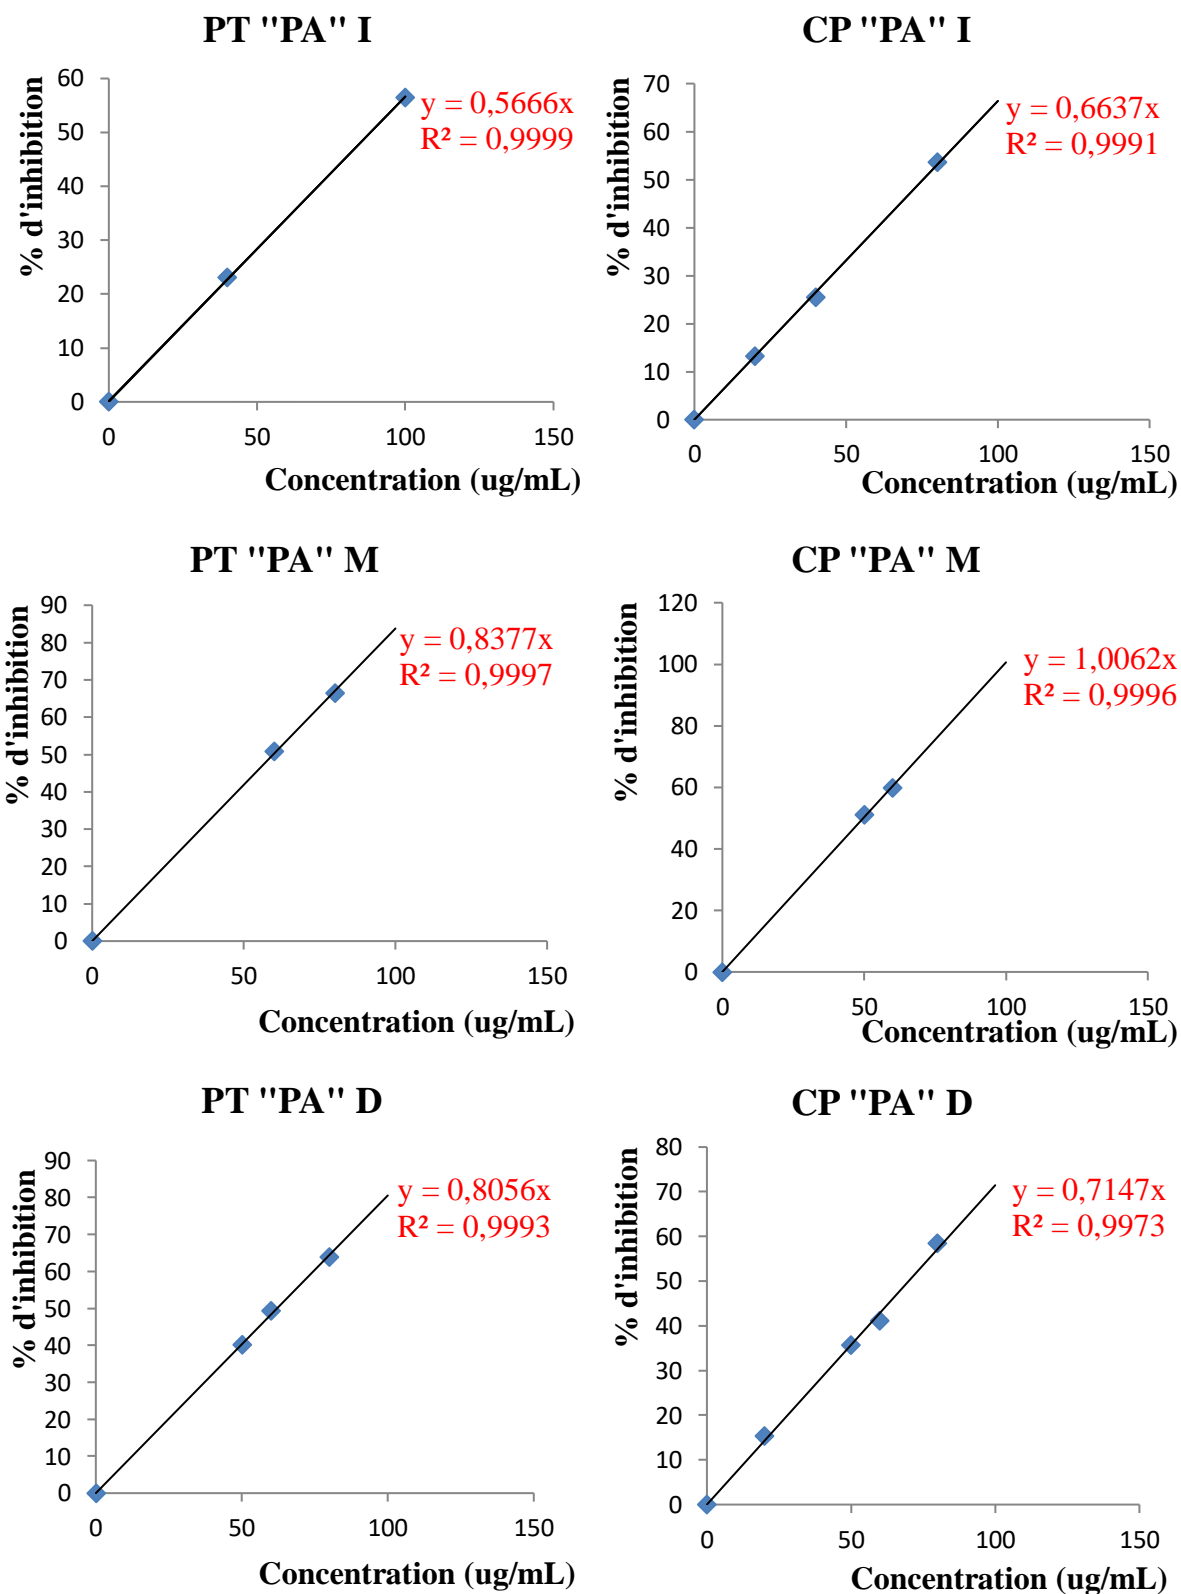 PT "PA" I
% d'inhibition
60
50
40
30
20
10
0
y = 0,5666x
R² = 0,9999
0 50 100 150
Concentration (ug/mL)
CP "PA" I
% d'inhibition
70
60
50
40
30
20
10
0
y = 0,6637x
R² = 0,9991
0 50 100 150
Concentration (ug/mL)
PT "PA" M
% d'inhibition
90
80
70
60
50
40
30
20
10
0
y = 0,8377x
R² = 0,9997
0 50 100 150
Concentration (ug/mL)
CP "PA" M
% d'inhibition
120
100
80
60
40
20
0
y = 1,0062x
R² = 0,9996
0 50 100 150
Concentration (ug/mL)
PT "PA" D
% d'inhibition
90
80
70
60
50
40
30
20
10
0
y = 0,8056x
R² = 0,9993
0 50 100 150
Concentration (ug/mL)
CP "PA" D
% d'inhibition
80
70
60
50
40
30
20
10
0
y = 0,7147x
R² = 0,9973
0 50 100 150
Concentration (ug/mL)